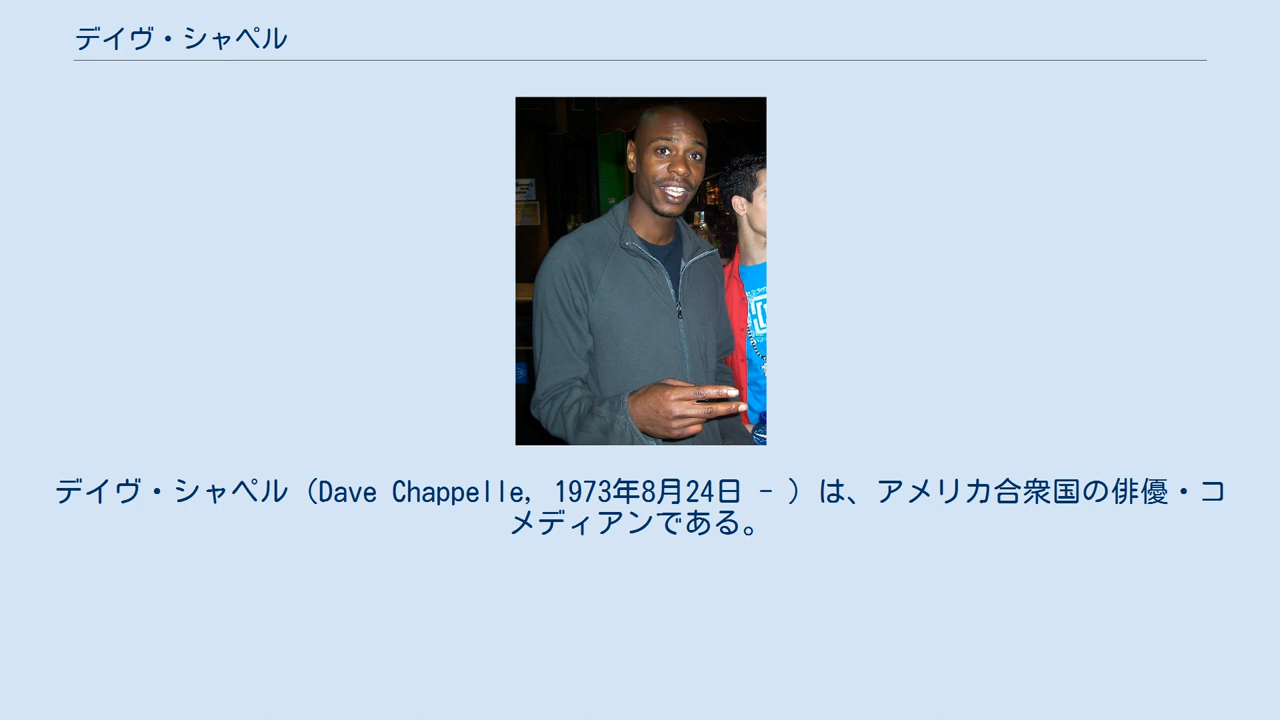 デイヴ・シャペル
デイヴ・シャペル（Dave Chappelle, 1973年8月24日 - ）は、アメリカ合衆国の俳優・コ
メディアンである。